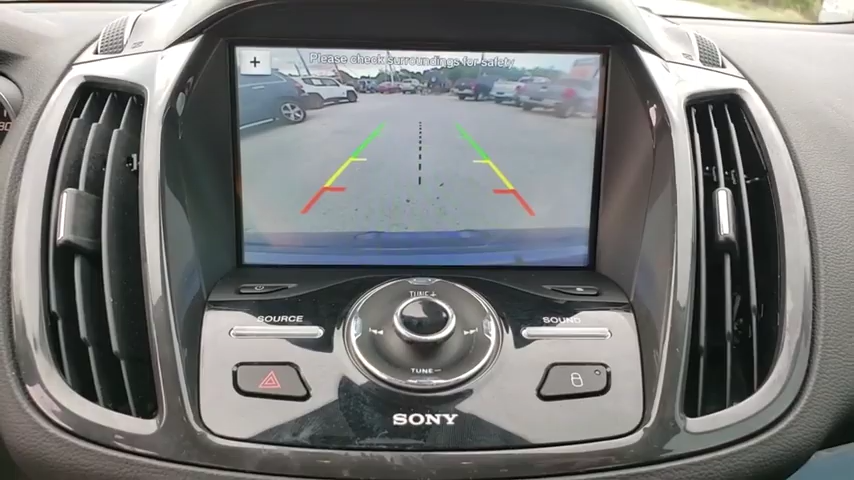 + Please check surroundings for safety
TUNE+
SOURCE
SOUND
TUNE-
SONY